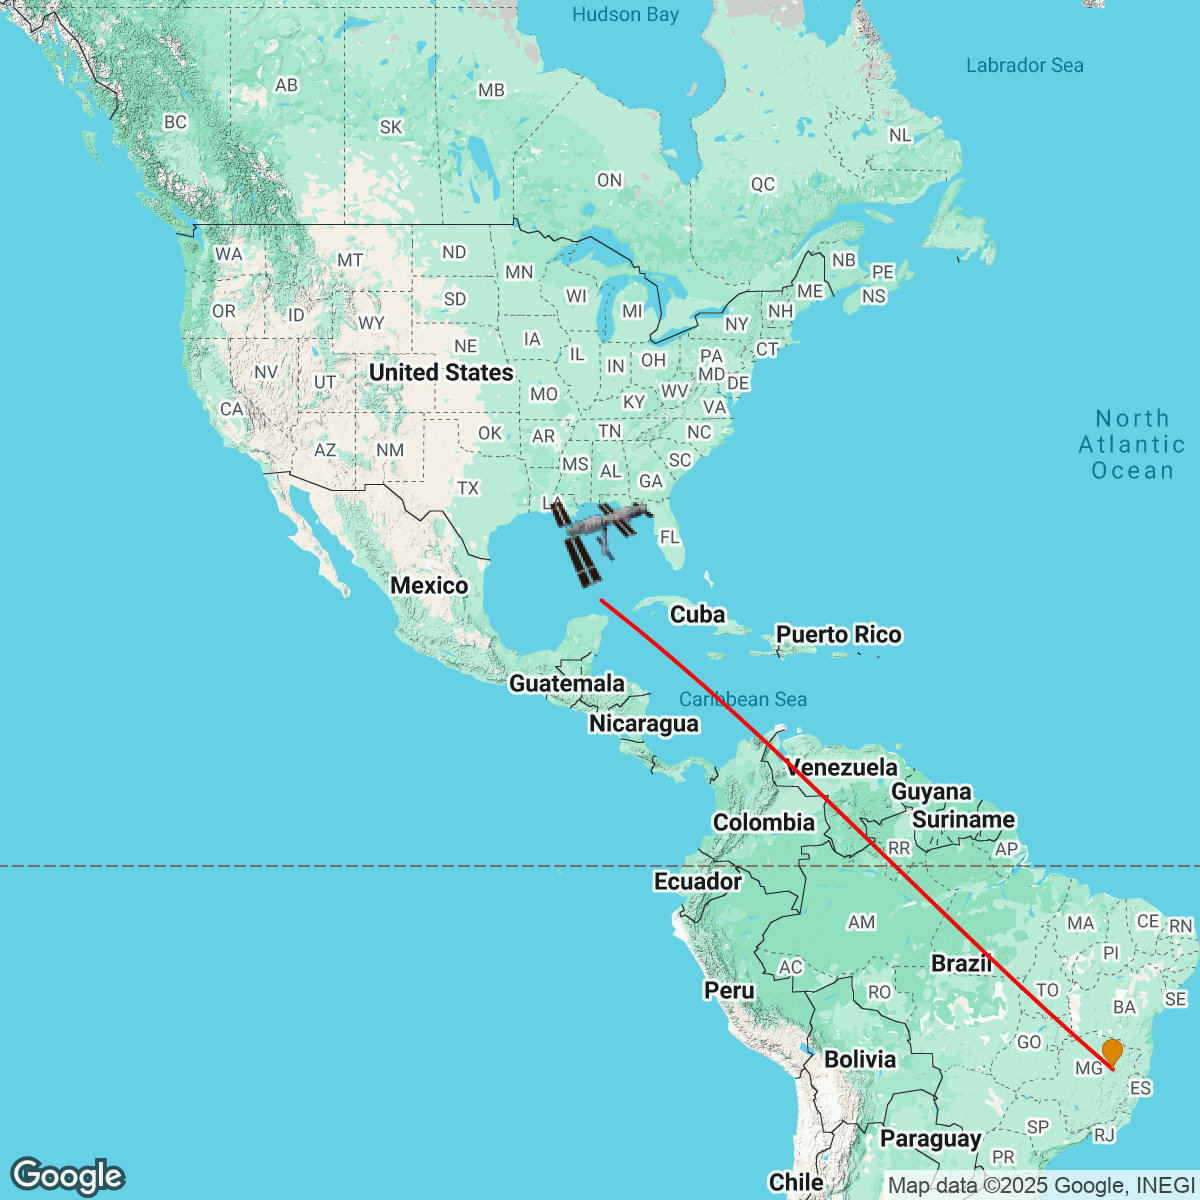 Hudson Bay
Labrador Sea
AB
MB
BC
SK
NL
ON
QC
WA
MT
ND
MN
NB
PE
OR
ID
SD
WI
MI
ME
NS
WY
NY
NH
NE
IA
IL
IN
OH
PA
CT
NV
UT
United States
MD
DE
CA
MO
KY
WV
VA
AZ
NM
OK
AR
TN
NC
North
Atlantic
Ocean
MS
AL
SC
GA
TX
LA
FL
Mexico
Cuba
Puerto Rico
Guatemala
Caribbean Sea
Nicaragua
Venezuela
Guyana
Colombia
Suriname
RR
AP
Ecuador
AM
MA
CE
RN
PI
Brazil
AC
Peru
RO
TO
BA
SE
GO
Bolivia
MG
ES
SP
RJ
Paraguay
PR
Chile
Google
Map data ©2025 Google, INEGI